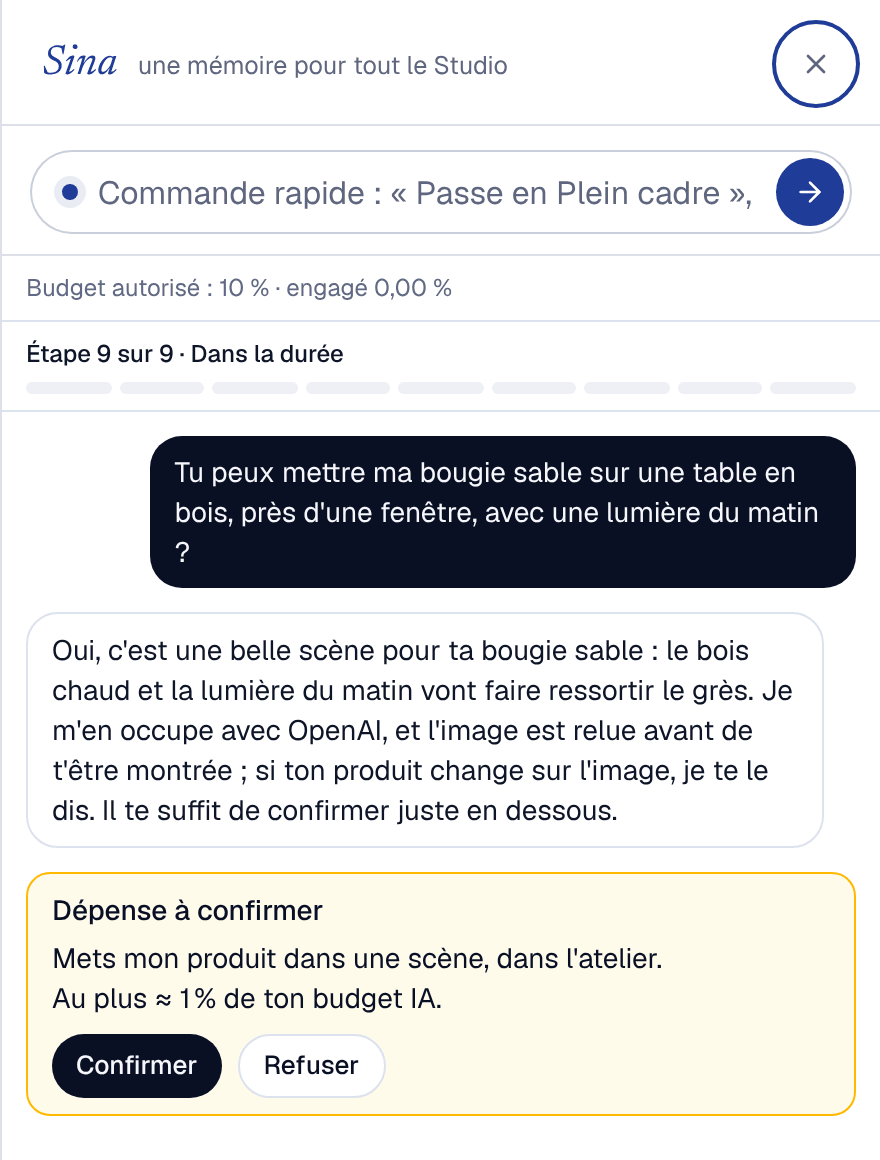 Sina une mémoire pour tout le Studio
Commande rapide : « Passe en Plein cadre »,
Budget autorisé : 10 % · engagé 0,00 %
Étape 9 sur 9 · Dans la durée
Tu peux mettre ma bougie sable sur une table en
bois, près d'une fenêtre, avec une lumière du matin
?
Oui, c'est une belle scène pour ta bougie sable : le bois
chaud et la lumière du matin vont faire ressortir le grès. Je
m'en occupe avec OpenAI, et l'image est relue avant de
t'être montrée ; si ton produit change sur l'image, je te le
dis. Il te suffit de confirmer juste en dessous.
Dépense à confirmer
Mets mon produit dans une scène, dans l'atelier.
Au plus ≈ 1 % de ton budget IA.
Confirmer Refuser